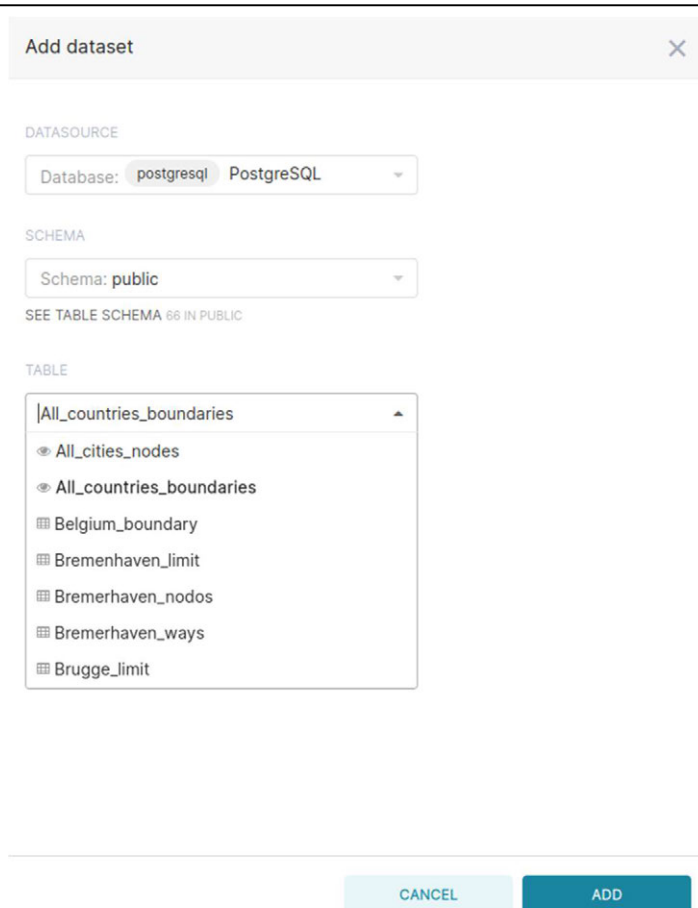 Add dataset
DATASOURCE
Database: postgresql PostgreSQL
SCHEMA
Schema: public
SEE TABLE SCHEMA 66 IN PUBLIC
TABLE
All_countries_boundaries
All_cities_nodes
All_countries_boundaries
Belgium_boundary
Bremenhaven_limit
Bremerhaven_nodos
Bremerhaven_ways
Brugge_limit
CANCEL ADD